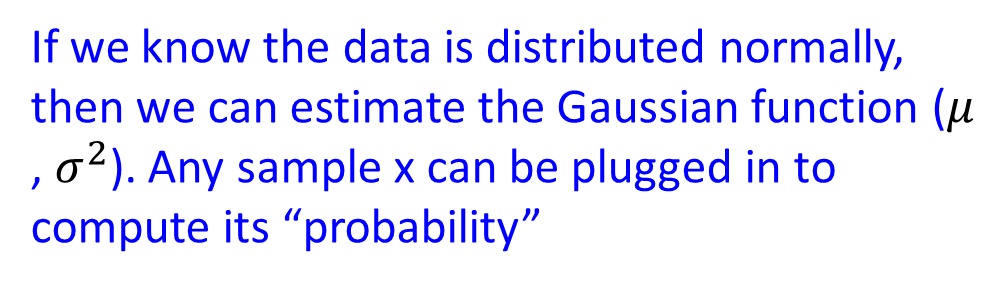 If we know the data is distributed normally,
then we can estimate the Gaussian function (𝜇
, 𝜎²). Any sample x can be plugged in to
compute its “probability”